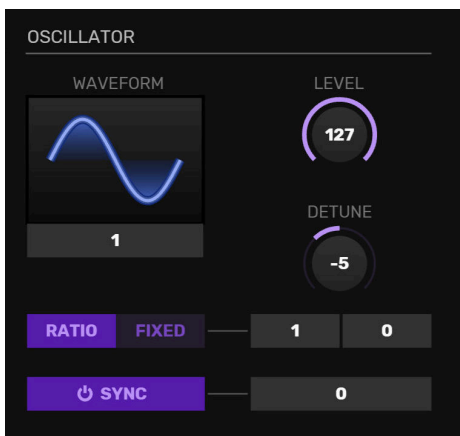 OSCILLATOR
WAVEFORM
LEVEL
127
1
DETUNE
-5
RATIO FIXED 1 0
SYNC 0